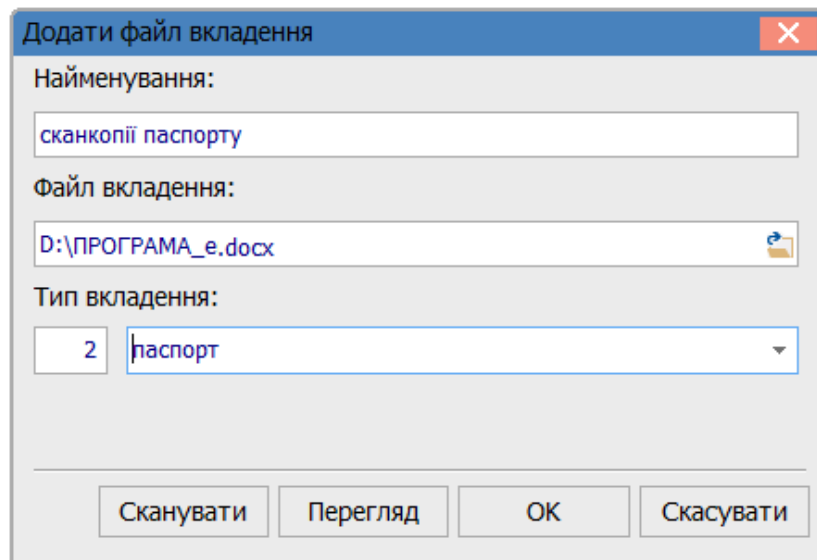 Додати файл вкладення
Найменування:
сканкопії паспорту
Файл вкладення:
D:\ПРОГРАМА_е.docx
Тип вкладення:
2 паспорт
Сканувати Перегляд OK Скасувати